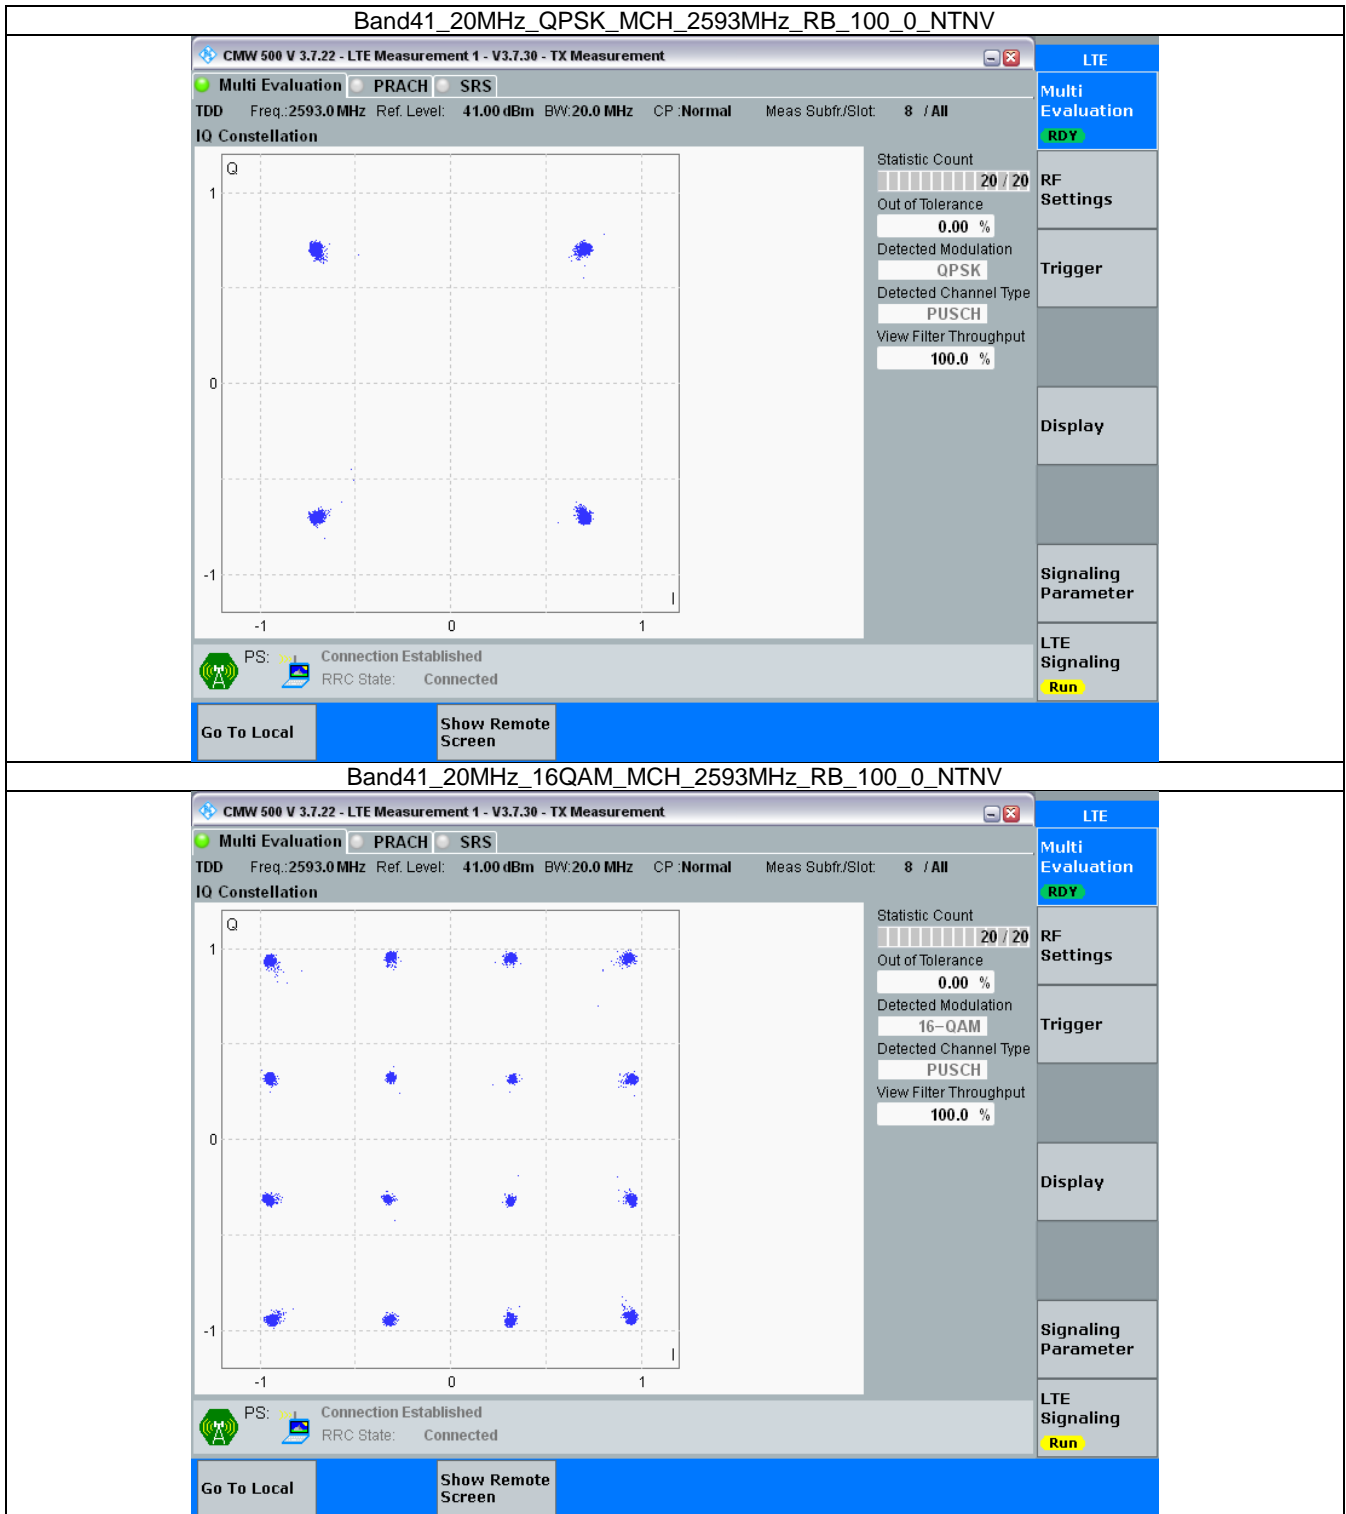 Band41_20MHz_QPSK_MCH_2593MHz_RB_100_0_NTNV
CMW 500 V 3.7.22 - LTE Measurement 1 - V3.7.30 - TX Measurement
LTE
Multi Evaluation PRACH SRS
TDD Freq.:2593.0 MHz Ref. Level: 41.00 dBm BW:20.0 MHz CP :Normal Meas Subfr./Slot: 8 / All
IQ Constellation
Q
1
0
-1
I
-1 0 1
Statistic Count
20 / 20
Out of Tolerance
0.00 %
Detected Modulation
QPSK
Detected Channel Type
PUSCH
View Filter Throughput
100.0 %
Multi
Evaluation
RDY
RF
Settings
Trigger
Display
Signaling
Parameter
LTE
Signaling
Run
PS: Connection Established
RRC State: Connected
Go To Local
Show Remote
Screen
Band41_20MHz_16QAM_MCH_2593MHz_RB_100_0_NTNV
CMW 500 V 3.7.22 - LTE Measurement 1 - V3.7.30 - TX Measurement
LTE
Multi Evaluation PRACH SRS
TDD Freq.:2593.0 MHz Ref. Level: 41.00 dBm BW:20.0 MHz CP :Normal Meas Subfr./Slot: 8 / All
IQ Constellation
Q
1
0
-1
I
-1 0 1
Statistic Count
20 / 20
Out of Tolerance
0.00 %
Detected Modulation
16-QAM
Detected Channel Type
PUSCH
View Filter Throughput
100.0 %
Multi
Evaluation
RDY
RF
Settings
Trigger
Display
Signaling
Parameter
LTE
Signaling
Run
PS: Connection Established
RRC State: Connected
Go To Local
Show Remote
Screen